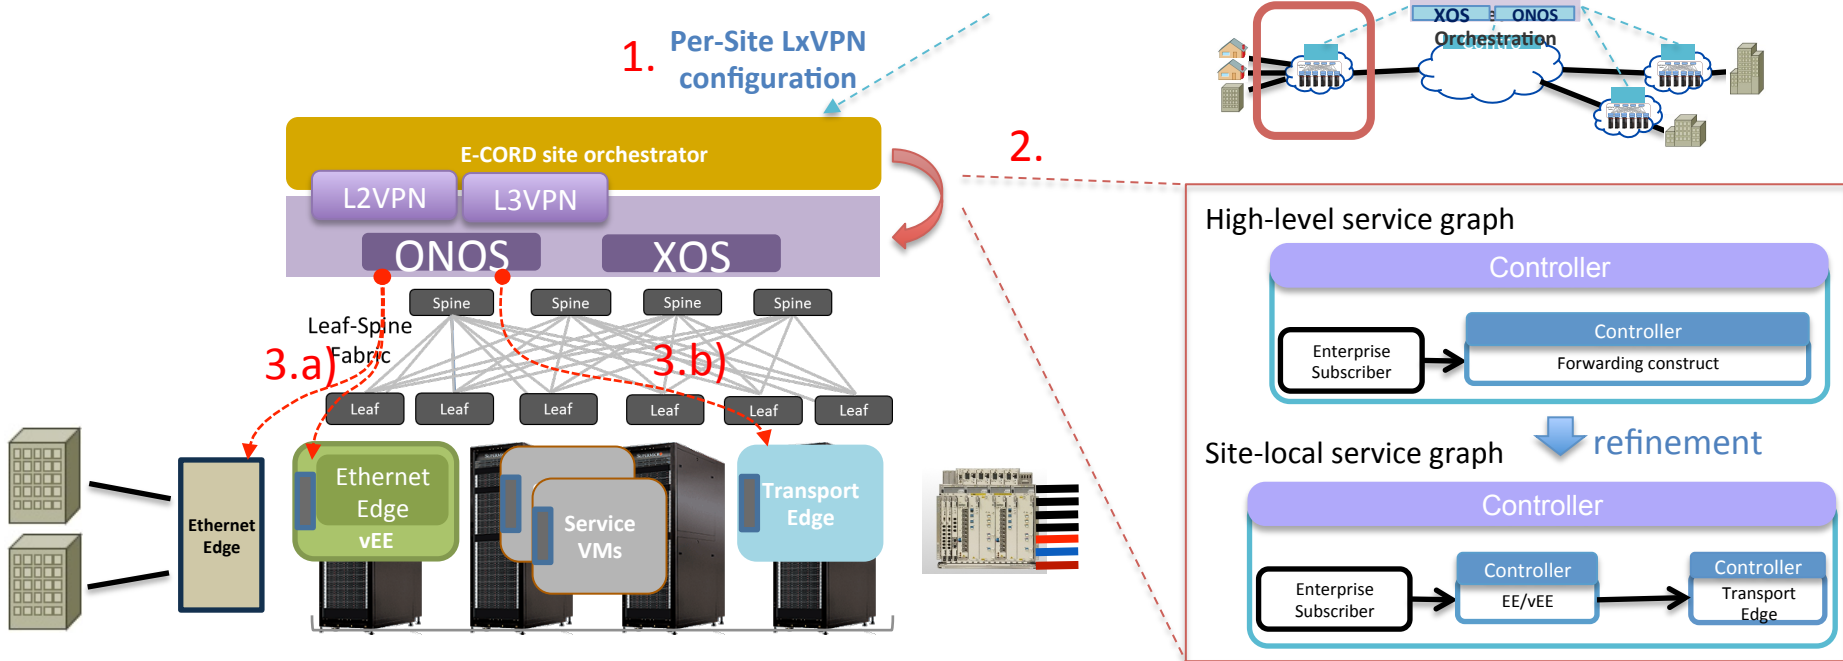 1.
Per-Site LxVPN
configuration
XOS
ONOS
Orchestration
E-CORD site orchestrator
2.
L2VPN
L3VPN
ONOS
XOS
Spine
Spine
Spine
Spine
Leaf-Spine
Fabric
3.a)
3.b)
Leaf
Leaf
Leaf
Leaf
Leaf
Leaf
Ethernet
Edge
Ethernet
Edge
vEE
Service
VMs
Transport
Edge
High-level service graph
Controller
Controller
Enterprise
Subscriber
Forwarding construct
refinement
Site-local service graph
Controller
Controller
Controller
Enterprise
Subscriber
EE/vEE
Transport
Edge